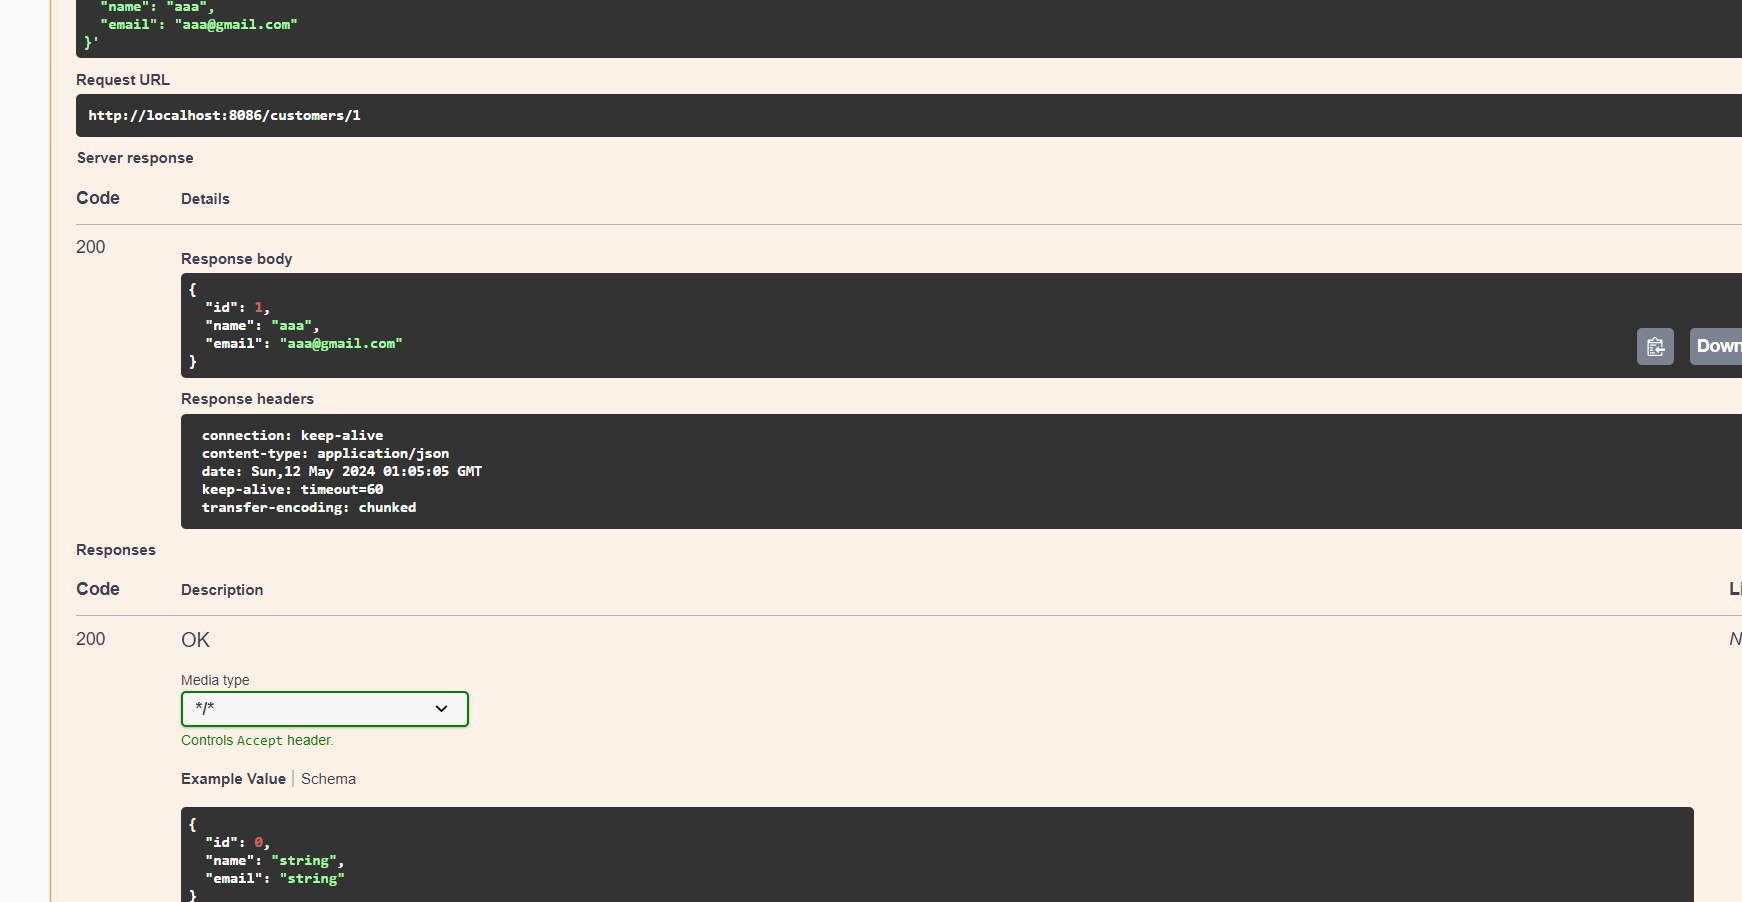 "name": "aaa",
"email": "aaa@gmail.com"
}'
Request URL
http://localhost:8086/customers/1
Server response
Code Details
200
Response body
{
"id": 1,
"name": "aaa",
"email": "aaa@gmail.com"
}
Down
Response headers
connection: keep-alive
content-type: application/json
date: Sun,12 May 2024 01:05:05 GMT
keep-alive: timeout=60
transfer-encoding: chunked
Responses
Code Description Li
200 OK N
Media type
*/*
Controls Accept header.
Example Value Schema
{
"id": 0,
"name": "string",
"email": "string"
}